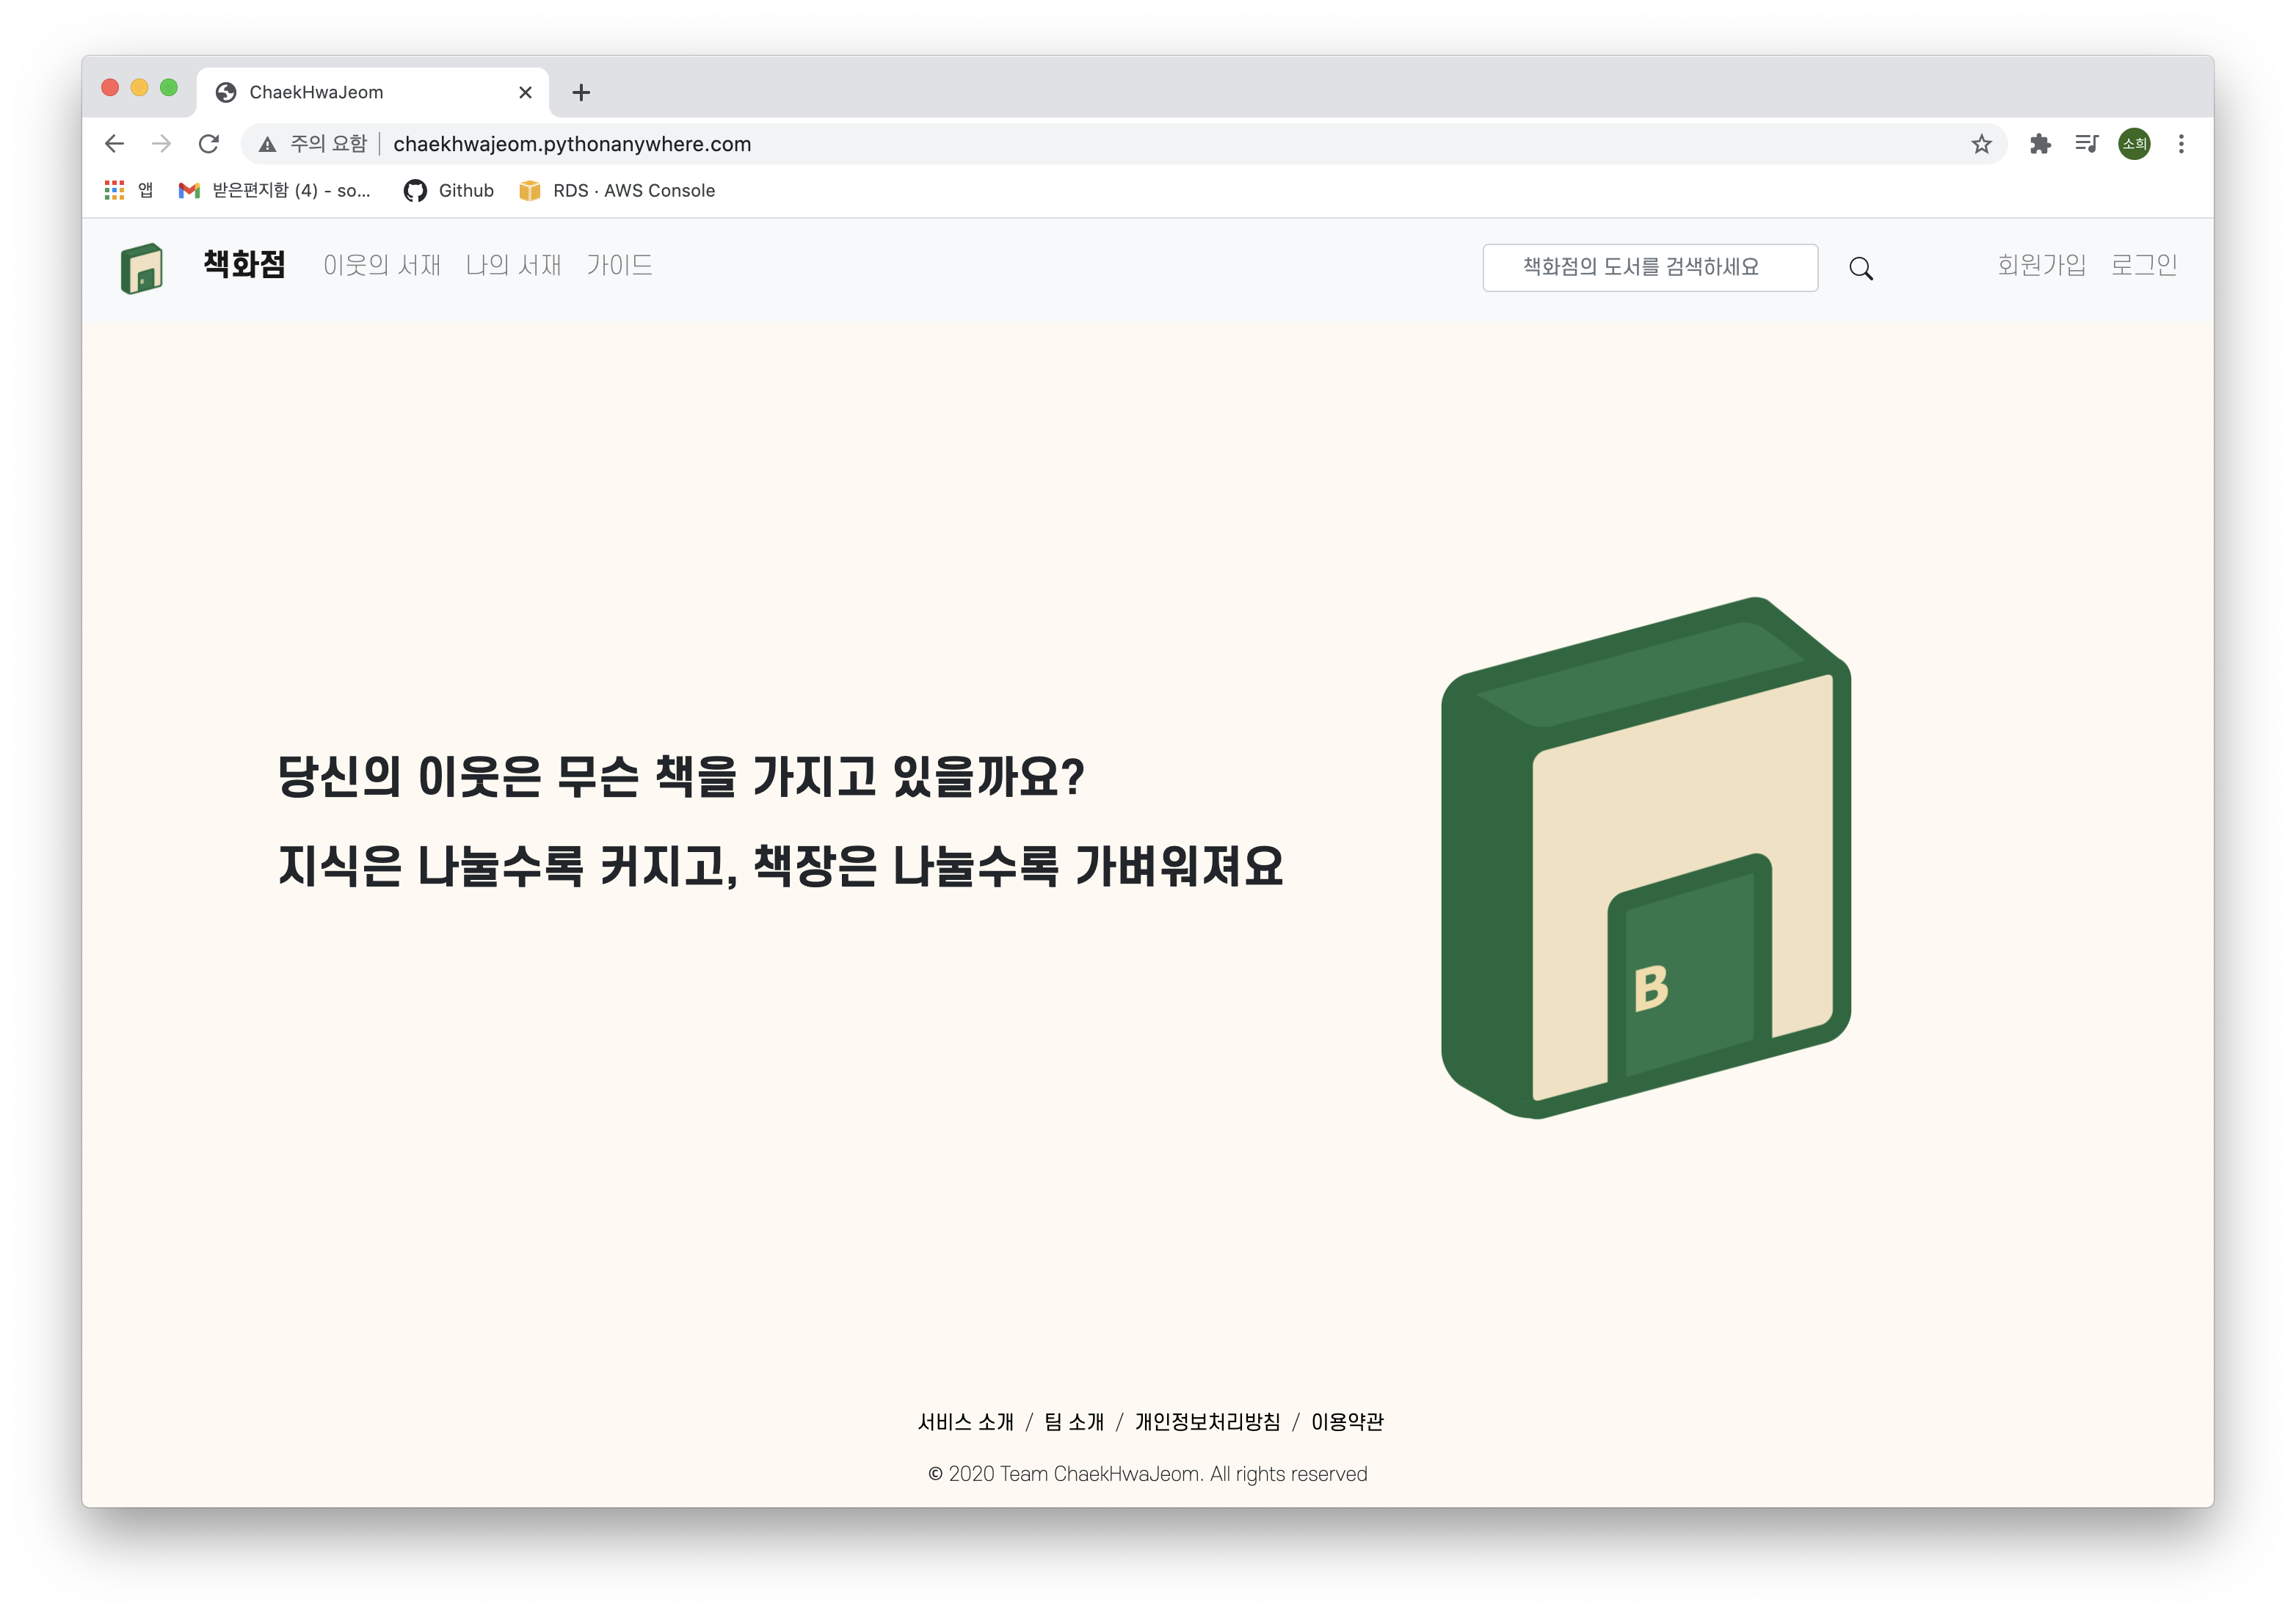 ChaekHwaJeom
주의 요함 chaekhwajeom.pythonanywhere.com 소희
앱 받은편지함 (4) - so... Github RDS · AWS Console
책화점 이웃의 서재 나의 서재 가이드 책화점의 도서를 검색하세요 회원가입 로그인
당신의 이웃은 무슨 책을 가지고 있을까요?
지식은 나눌수록 커지고, 책장은 나눌수록 가벼워져요
B
서비스 소개 / 팀 소개 / 개인정보처리방침 / 이용약관
© 2020 Team ChaekHwaJeom. All rights reserved